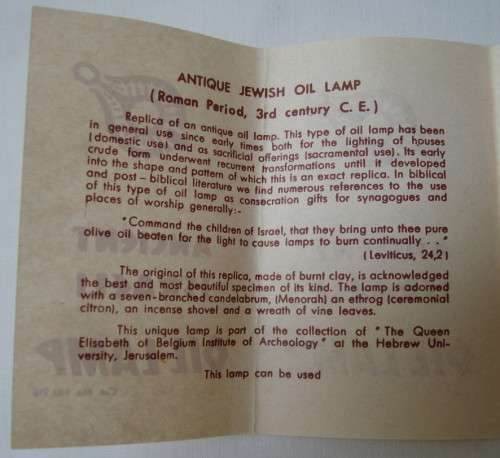 ANTIQUE JEWISH OIL LAMP
(Roman Period, 3rd century C. E.)
Replica of an antique oil lamp. This type of oil lamp has been
in general use since early times both for the lighting of houses
(domestic use) and as sacrificial offerings (sacramental use). Its early
crude form underwent recurrent transformations until it developed
into the shape and pattern of which this is an exact replica. In biblical
and post – biblical literature we find numerous references to the use
of this type of oil lamp as consecration gifts for synagogues and
places of worship generally:-
"Command the children of Israel, that they bring unto thee pure
olive oil beaten for the light to cause lamps to burn continually . . "
(Leviticus, 24,2)
The original of this replica, made of burnt clay, is acknowledged
the best and most beautiful specimen of its kind. The lamp is adorned
with a seven-branched candelabrum, (Menorah) an ethrog (ceremonial
citron), an incense shovel and a wreath of vine leaves.
This unique lamp is part of the collection of "The Queen
Elisabeth of Belgium Institute of Archeology" at the Hebrew Uni-
versity, Jerusalem.
This lamp can be used